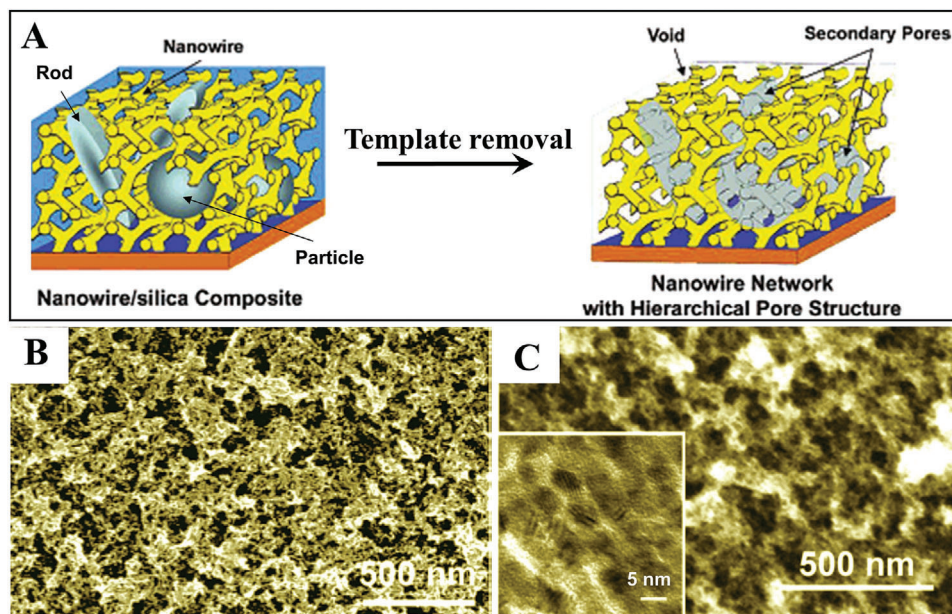 A
Nanowire
Rod
Particle
Nanowire/silica Composite
Template removal
Void
Secondary Pores
Nanowire Network
with Hierarchical Pore Structure
B
500 nm
C
5 nm
500 nm